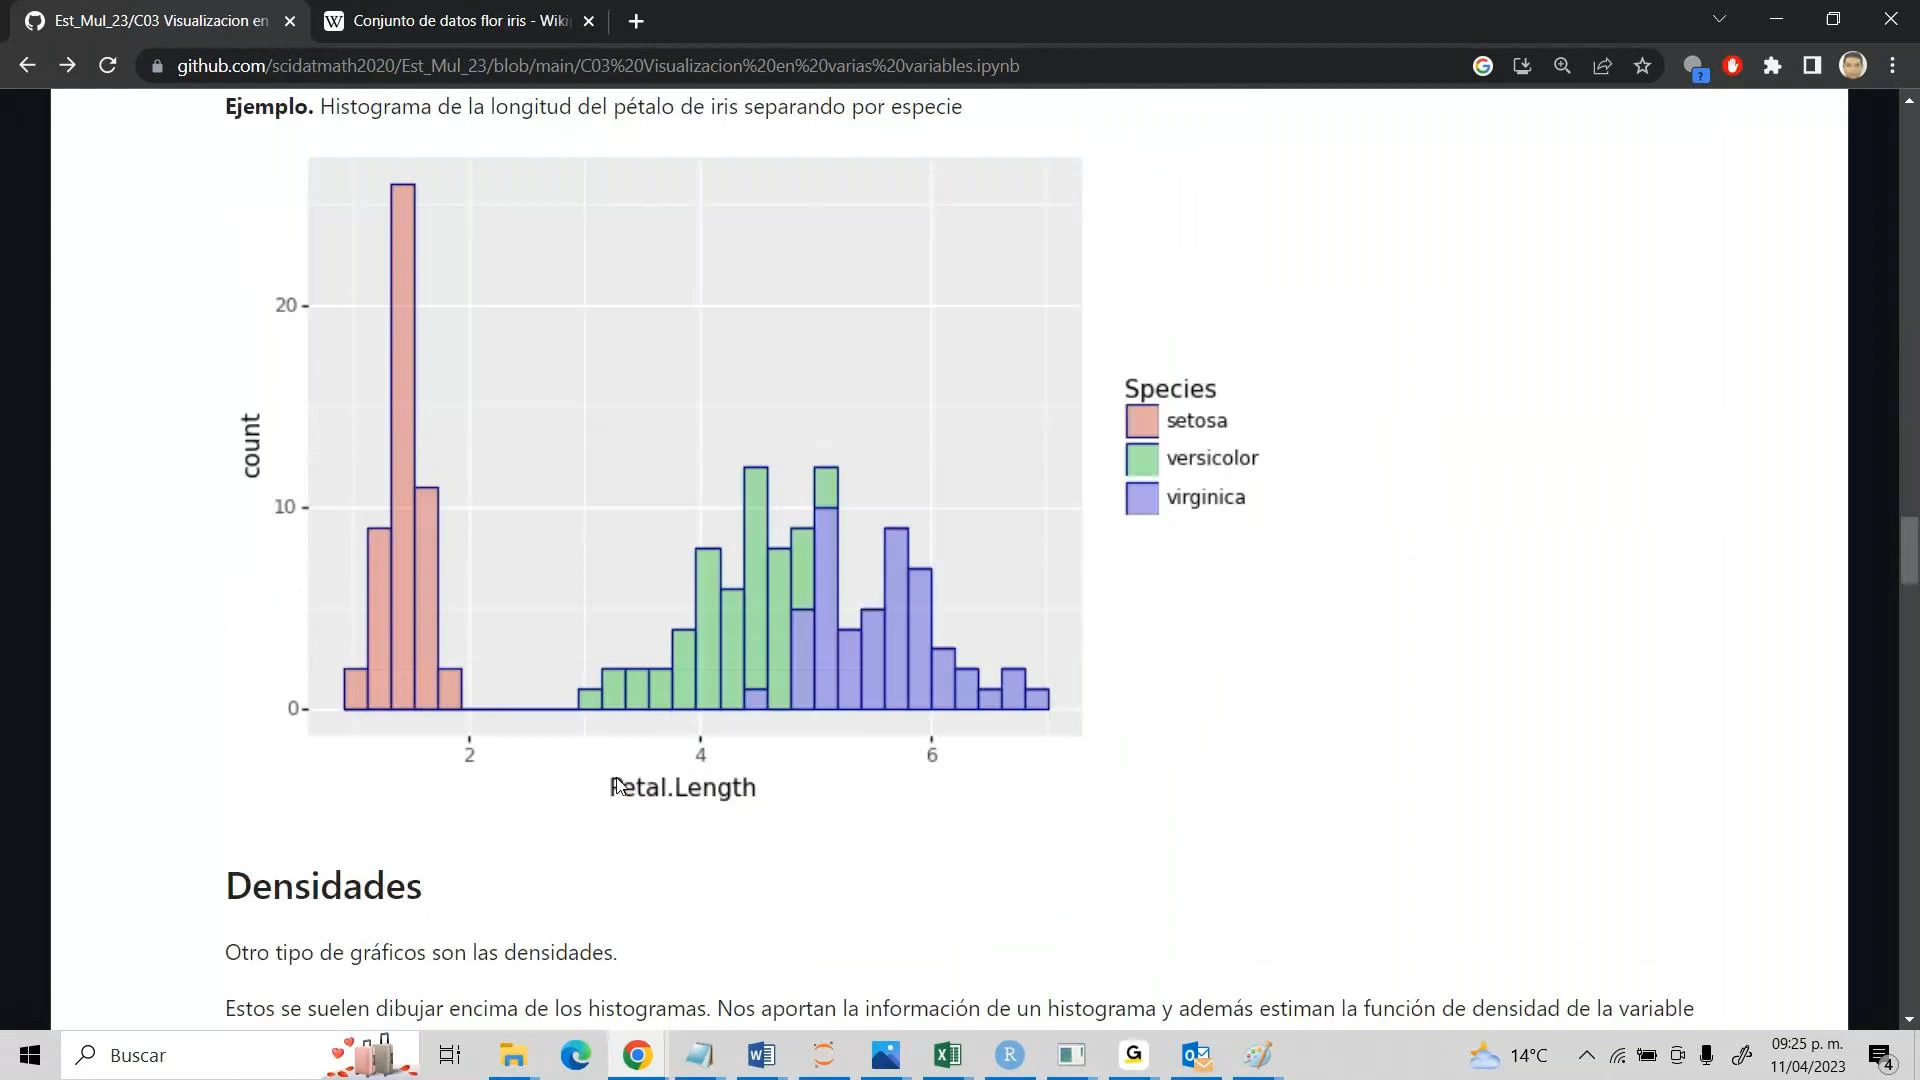 Est_Mul_23/C03 Visualizacion en
Conjunto de datos flor iris - Wiki
github.com/scidatmath2020/Est_Mul_23/blob/main/C03%20Visualizacion%20en%20varias%20variables.ipynb
Ejemplo. Histograma de la longitud del pétalo de iris separando por especie
20
10
0
count
2 4 6
Petal.Length
Species
setosa
versicolor
virginica
Densidades
Otro tipo de gráficos son las densidades.
Estos se suelen dibujar encima de los histogramas. Nos aportan la información de un histograma y además estiman la función de densidad de la variable
Buscar
14°C
09:25 p. m.
11/04/2023
4